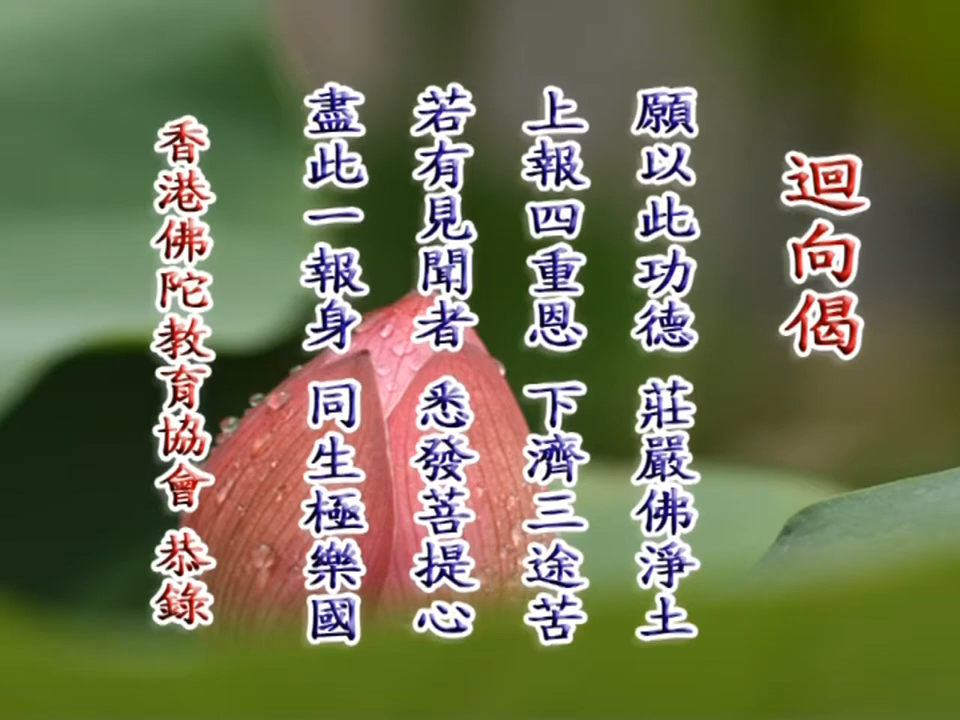 迴向偈
願以此功德 莊嚴佛淨土
上報四重恩 下濟三途苦
若有見聞者 悉發菩提心
盡此一報身 同生極樂國
香港佛陀教育協會 恭錄